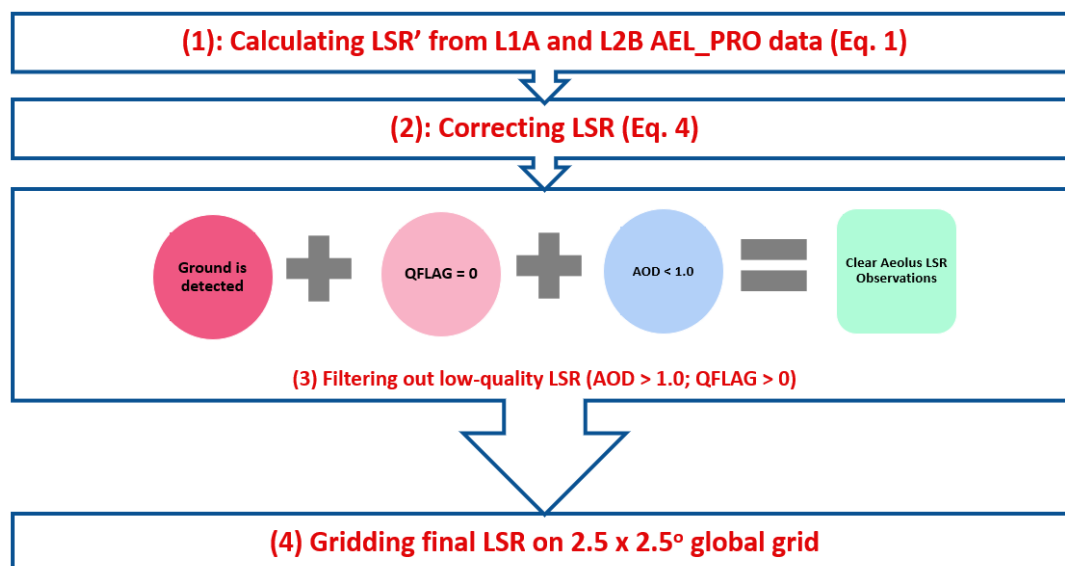 (1): Calculating LSR’ from L1A and L2B AEL_PRO data (Eq. 1)
(2): Correcting LSR (Eq. 4)
Ground is
detected
QFLAG = 0
AOD < 1.0
Clear Aeolus LSR
Observations
(3) Filtering out low-quality LSR (AOD > 1.0; QFLAG > 0)
(4) Gridding final LSR on 2.5 x 2.5º global grid